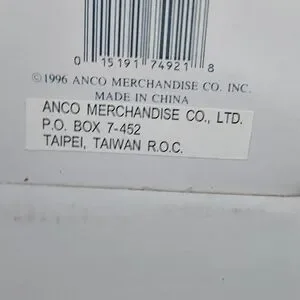 0 15191 74921 8
©1996 ANCO MERCHANDISE CO. INC.
MADE IN CHINA
ANCO MERCHANDISE CO., LTD.
P.O. BOX 7-452
TAIPEI, TAIWAN R.O.C.